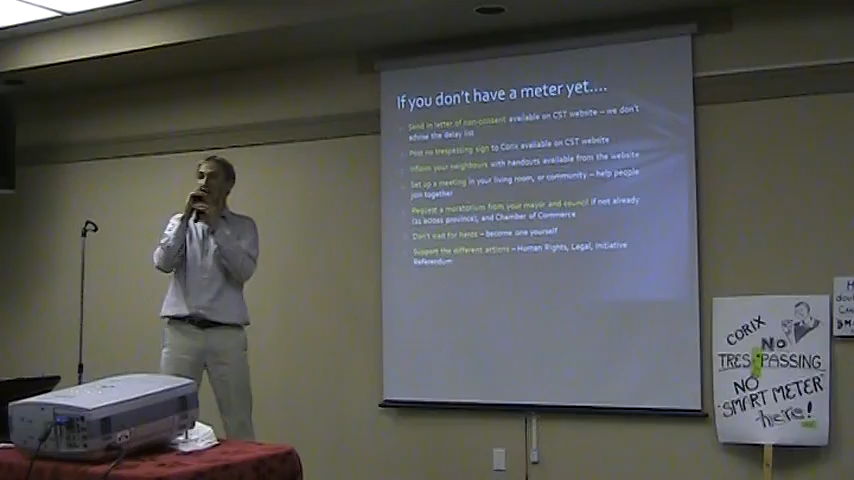 If you don't have a meter yet....
Send in letter of non-consent available on CST website – we don't
advise the delay list
Post no trespassing sign to Corix available on CST website
Inform your neighbours with handouts available from the website
Set up a meeting in your living room, or community – help people
join together
Request a moratorium from your mayor and council if not already
(as across province), and Chamber of Commerce
Don't wait for heros – become one yourself
Support the different actions – Human Rights, Legal, Initiative
Referendum
CORIX
NO
TRESPASSING
NO
"SMART METER"
here!